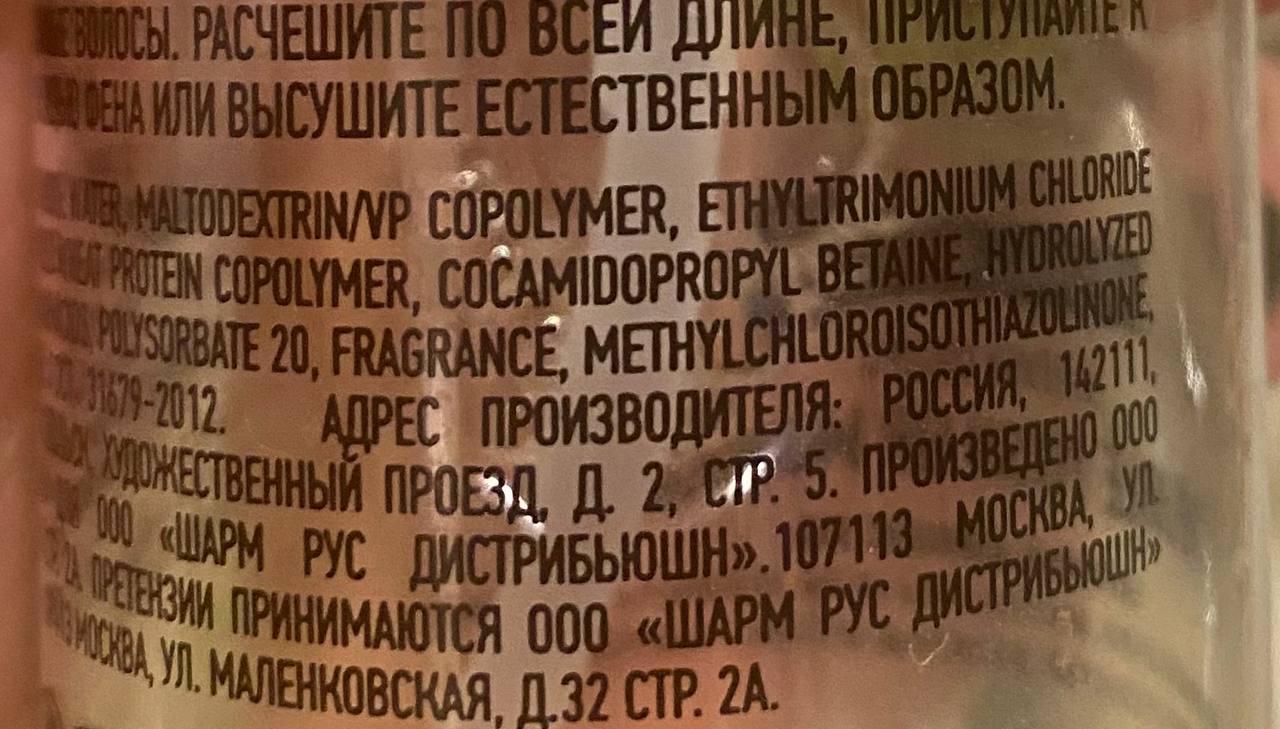 ВОЛОСЫ. РАСЧЕШИТЕ ПО ВСЕЙ ДЛИНЕ, ПРИСТУПАЙТЕ К
ФЕНА ИЛИ ВЫСУШИТЕ ЕСТЕСТВЕННЫМ ОБРАЗОМ.
WATER, MALTODEXTRIN/VP COPOLYMER, ETHYLTRIMONIUM CHLORIDE
PROTEIN COPOLYMER, COCAMIDOPROPYL BETAINE, HYDROLYZED
POLYSORBATE 20, FRAGRANCE, METHYLCHLOROISOTHIAZOLINONE,
31679-2012. АДРЕС ПРОИЗВОДИТЕЛЯ: РОССИЯ, 142111,
ХУДОЖЕСТВЕННЫЙ ПРОЕЗД, Д. 2, СТР. 5. ПРОИЗВЕДЕНО ООО
ООО «ШАРМ РУС ДИСТРИБЬЮШН». 107113 МОСКВА, УЛ.
2А. ПРЕТЕНЗИИ ПРИНИМАЮТСЯ ООО «ШАРМ РУС ДИСТРИБЬЮШН»
МОСКВА, УЛ. МАЛЕНКОВСКАЯ, Д.32 СТР. 2А.